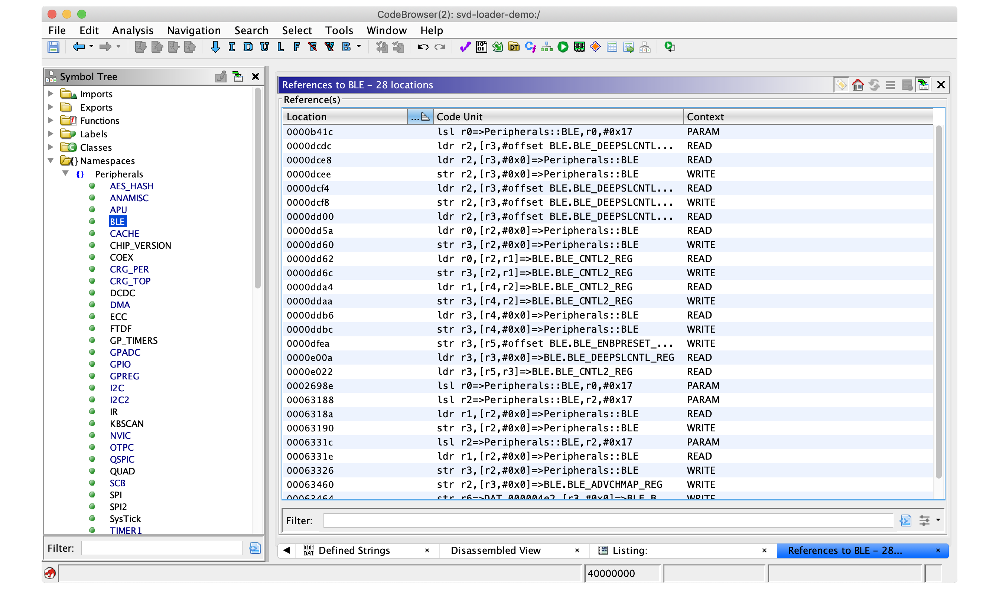 CodeBrowser(2): svd-loader-demo:/
File Edit Analysis Navigation Search Select Tools Window Help
I D U L F F V B
Symbol Tree
Imports
Exports
Functions
Labels
Classes
Namespaces
Peripherals
AES_HASH
ANAMISC
APU
BLE
CACHE
CHIP_VERSION
COEX
CRG_PER
CRG_TOP
DCDC
DMA
ECC
FTDF
GP_TIMERS
GPADC
GPIO
GPREG
I2C
I2C2
IR
KBSCAN
NVIC
OTPC
QSPIC
QUAD
SCB
SPI
SPI2
SysTick
TIMER1
Filter:
References to BLE – 28 locations
Reference(s)
Location ... Code Unit Context
0000b41c lsl r0=>Peripherals::BLE,r0,#0x17 PARAM
0000dcdc ldr r2,[r3,#offset BLE.BLE_DEEPSLCNTL... READ
0000dce8 ldr r2,[r3,#0x0]=>Peripherals::BLE READ
0000dcee str r2,[r3,#0x0]=>Peripherals::BLE WRITE
0000dcf4 ldr r2,[r3,#offset BLE.BLE_DEEPSLCNTL... READ
0000dcf8 str r2,[r3,#offset BLE.BLE_DEEPSLCNTL... WRITE
0000dd00 ldr r2,[r3,#offset BLE.BLE_DEEPSLCNTL... READ
0000dd5a ldr r0,[r2,#0x0]=>Peripherals::BLE READ
0000dd60 str r3,[r2,#0x0]=>Peripherals::BLE WRITE
0000dd62 ldr r0,[r2,r1]=>BLE.BLE_CNTL2_REG READ
0000dd6c str r3,[r2,r1]=>BLE.BLE_CNTL2_REG WRITE
0000dda4 ldr r1,[r4,r2]=>BLE.BLE_CNTL2_REG READ
0000ddaa str r3,[r4,r2]=>BLE.BLE_CNTL2_REG WRITE
0000ddb6 ldr r3,[r4,#0x0]=>Peripherals::BLE READ
0000ddbc str r3,[r4,#0x0]=>Peripherals::BLE WRITE
0000dfea str r3,[r5,#offset BLE.BLE_ENBPRESET_... WRITE
0000e00a ldr r3,[r3,#0x0]=>BLE.BLE_DEEPSLCNTL_REG READ
0000e022 ldr r3,[r5,r3]=>BLE.BLE_CNTL2_REG READ
0002698e lsl r0=>Peripherals::BLE,r0,#0x17 PARAM
00063188 lsl r2=>Peripherals::BLE,r2,#0x17 PARAM
0006318a ldr r1,[r2,#0x0]=>Peripherals::BLE READ
00063190 str r3,[r2,#0x0]=>Peripherals::BLE WRITE
0006331c lsl r2=>Peripherals::BLE,r2,#0x17 PARAM
0006331e ldr r1,[r2,#0x0]=>Peripherals::BLE READ
00063326 str r3,[r2,#0x0]=>Peripherals::BLE WRITE
00063460 str r2,[r3,#0x0]=>BLE.BLE_ADVCHMAP_REG WRITE
00063464 str r6=>DAT_000004e2,[r3,#0x0]=>BLE.B... WRITE
Filter:
0101 DAT Defined Strings Disassembled View Listing: References to BLE – 28...
40000000